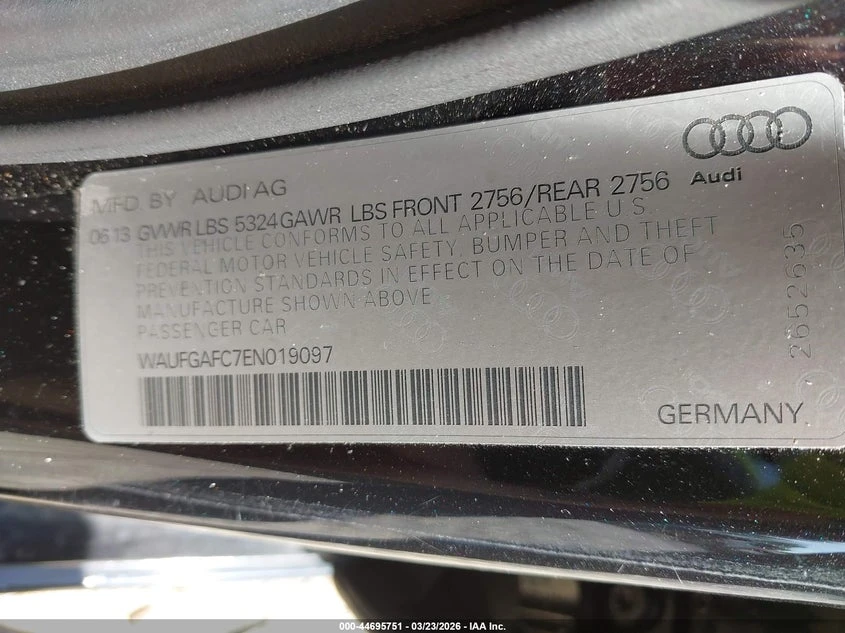 Audi
MFD BY AUDI AG
06 13 GVWR LBS 5324 GAWR LBS FRONT 2756/REAR 2756
THIS VEHICLE CONFORMS TO ALL APPLICABLE U S
FEDERAL MOTOR VEHICLE SAFETY, BUMPER AND THEFT
PREVENTION STANDARDS IN EFFECT ON THE DATE OF
MANUFACTURE SHOWN ABOVE
PASSENGER CAR
WAUFGAFC7EN019097
GERMANY
2652635
000-44695751 - 03/23/2026 - IAA Inc.